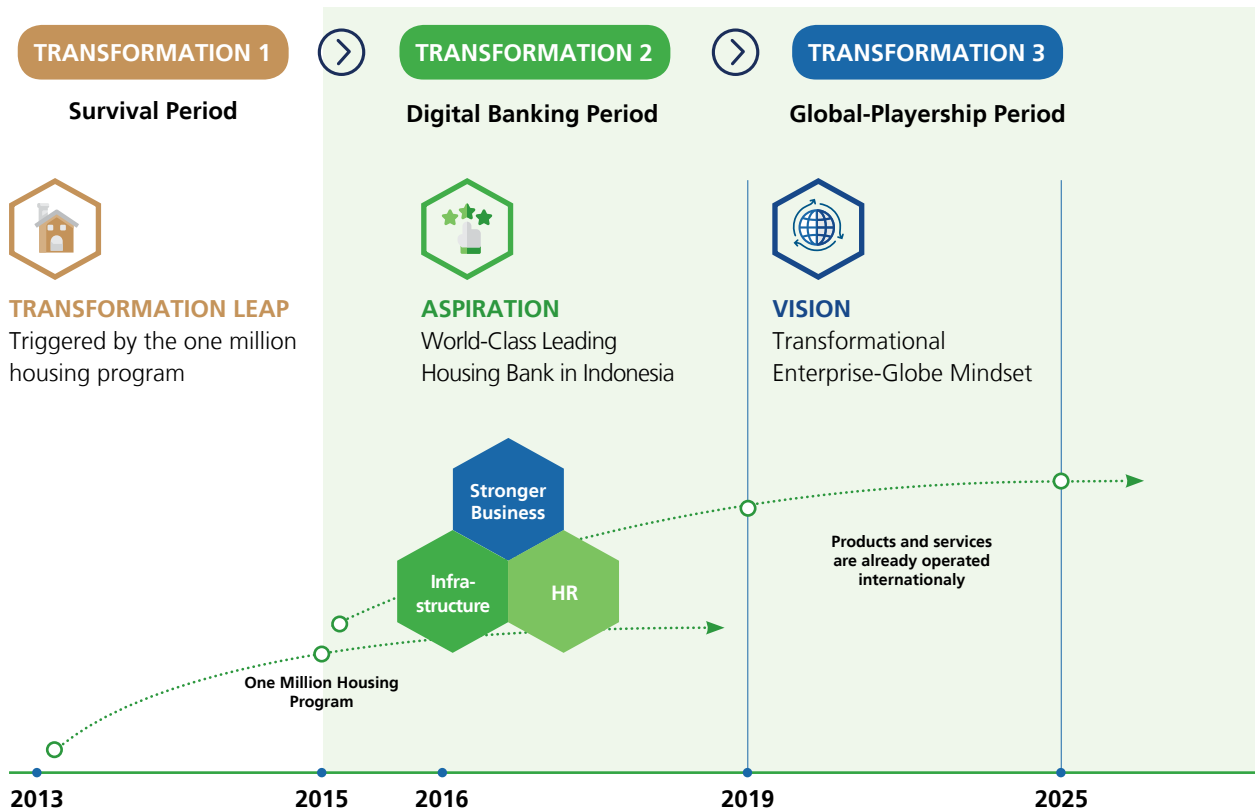 TRANSFORMATION 1
TRANSFORMATION 2
TRANSFORMATION 3
Survival Period
Digital Banking Period
Global-Playership Period
TRANSFORMATION LEAP
Triggered by the one million
housing program
ASPIRATION
World-Class Leading
Housing Bank in Indonesia
VISION
Transformational
Enterprise-Globe Mindset
Stronger
Business
Infra-
structure
HR
Products and services
are already operated
internationaly
One Million Housing
Program
2013
2015
2016
2019
2025